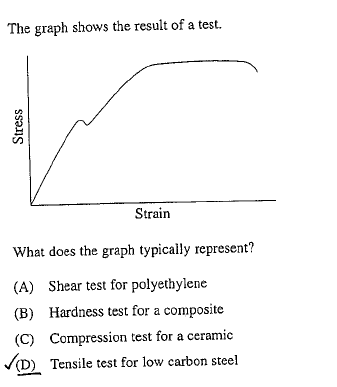 The graph shows the result of a test.
Stress
Strain
What does the graph typically represent?
(A) Shear test for polyethylene
(B) Hardness test for a composite
(C) Compression test for a ceramic
✓(D) Tensile test for low carbon steel